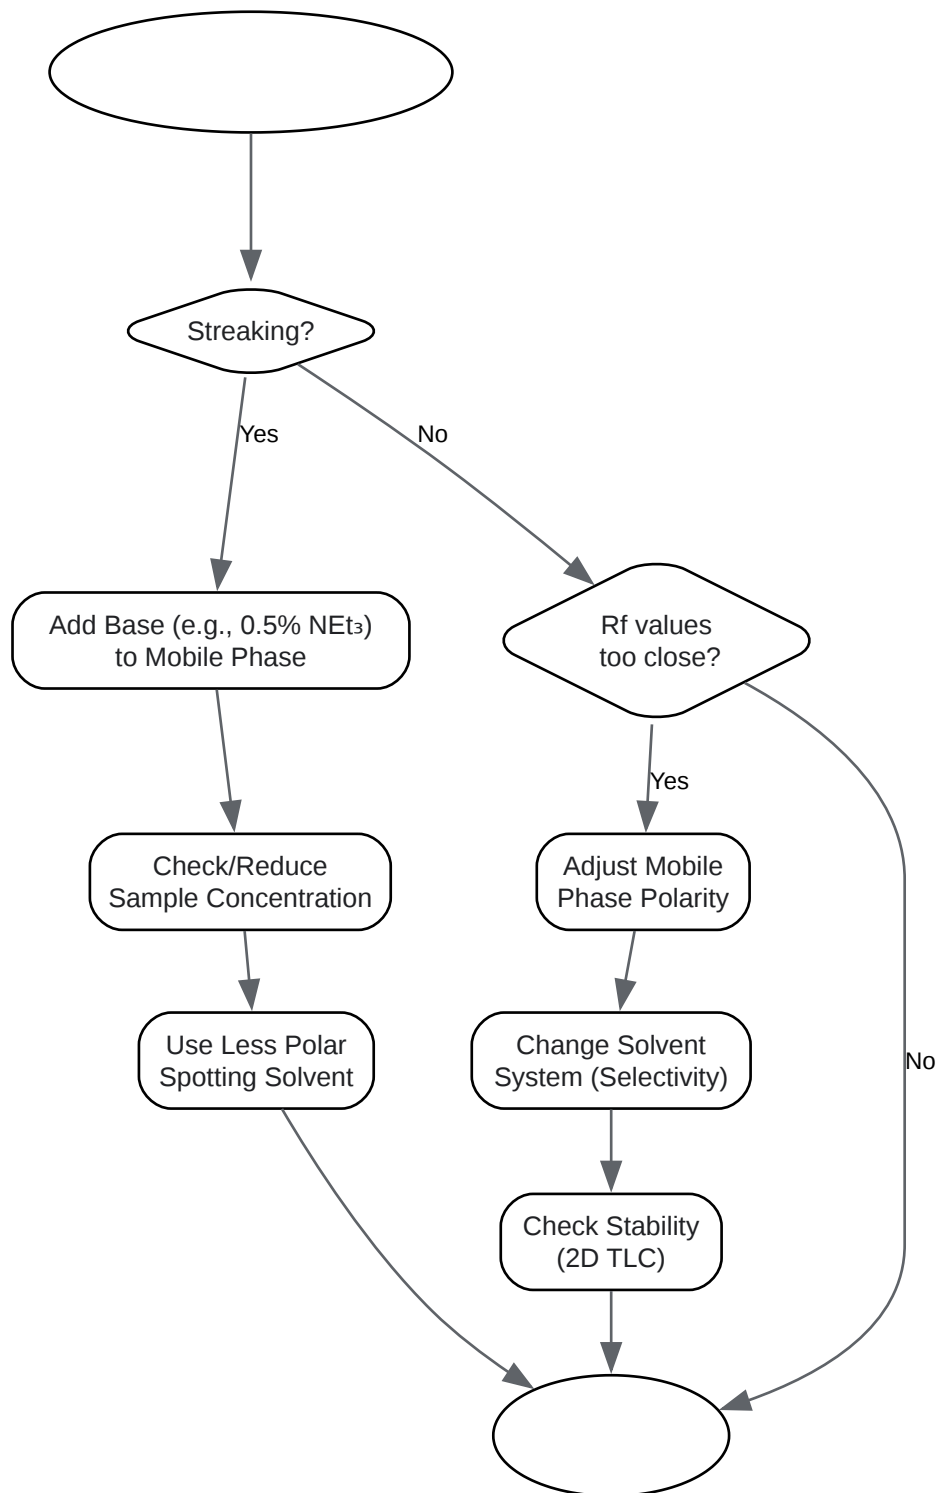 Streaking?
Yes
No
Add Base (e.g., 0.5% NEt₃)
to Mobile Phase
Rf values
too close?
Yes
Check/Reduce
Sample Concentration
Adjust Mobile
Phase Polarity
Use Less Polar
Spotting Solvent
Change Solvent
System (Selectivity)
No
Check Stability
(2D TLC)